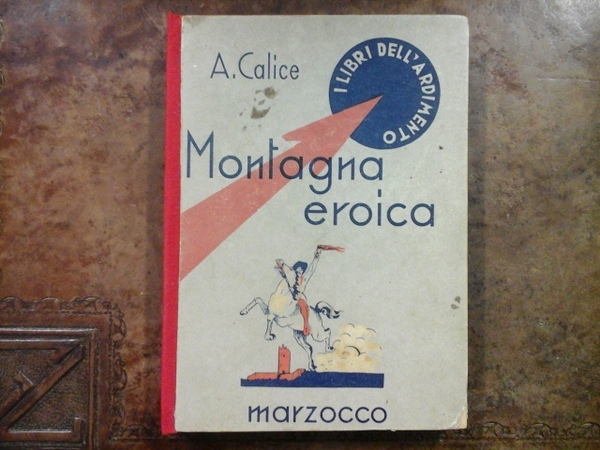 A. Calice
I LIBRI DELL'ARDIMENTO
Montagna
eroica
marzocco